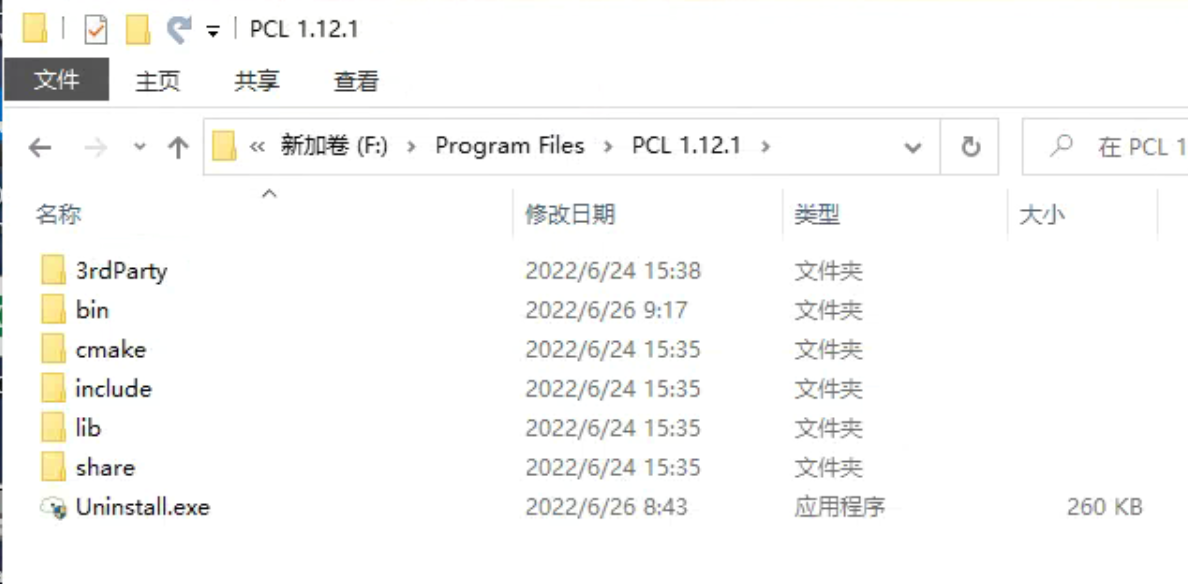 PCL 1.12.1
文件 主页 共享 查看
« 新加卷 (F:) › Program Files › PCL 1.12.1 › 在 PCL 1
名称 修改日期 类型 大小
3rdParty 2022/6/24 15:38 文件夹
bin 2022/6/26 9:17 文件夹
cmake 2022/6/24 15:35 文件夹
include 2022/6/24 15:35 文件夹
lib 2022/6/24 15:35 文件夹
share 2022/6/24 15:35 文件夹
Uninstall.exe 2022/6/26 8:43 应用程序 260 KB